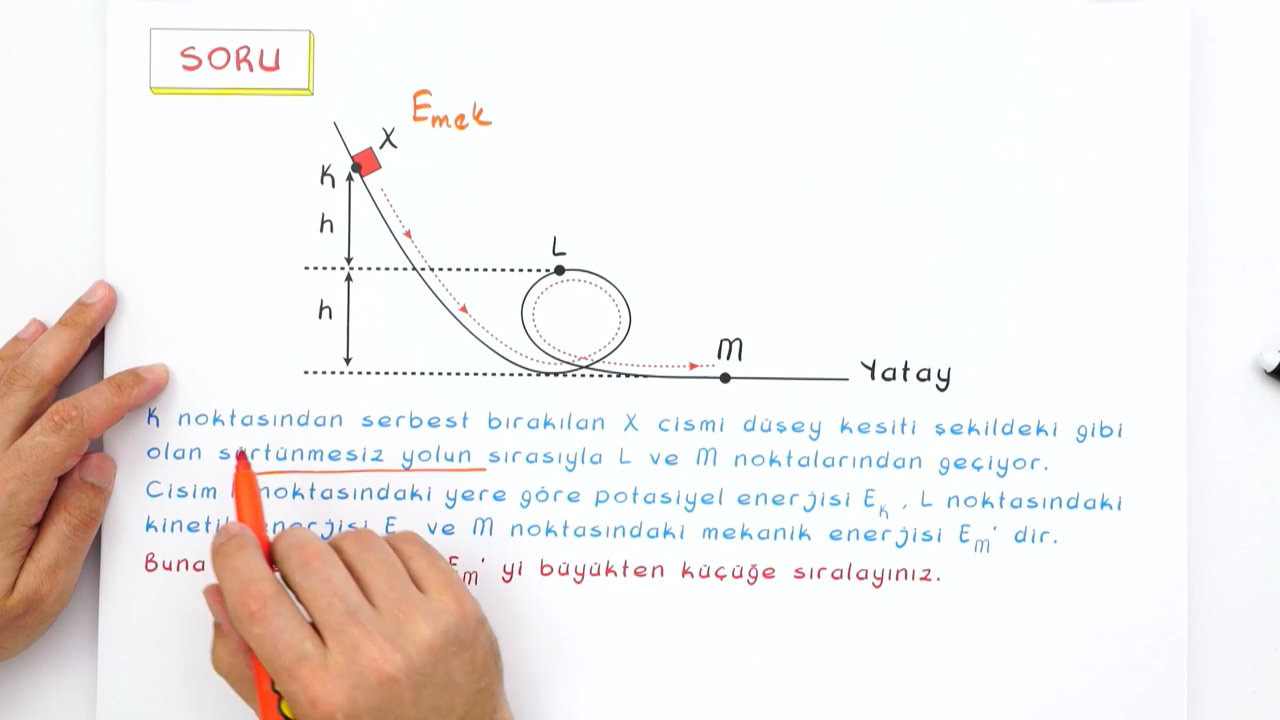 SORU
Emek
X
K
h
L
h
M
Yatay
K noktasından serbest bırakılan X cismi düşey kesiti şekildeki gibi
olan sürtünmesiz yolun sırasıyla L ve M noktalarından geçiyor.
Cisim noktasındaki yere göre potasiyel enerjisi EK , L noktasındaki
kinetik enerjisi E ve M noktasındaki mekanik enerjisi EM' dir.
Buna EM' yi büyükten küçüğe sıralayınız.